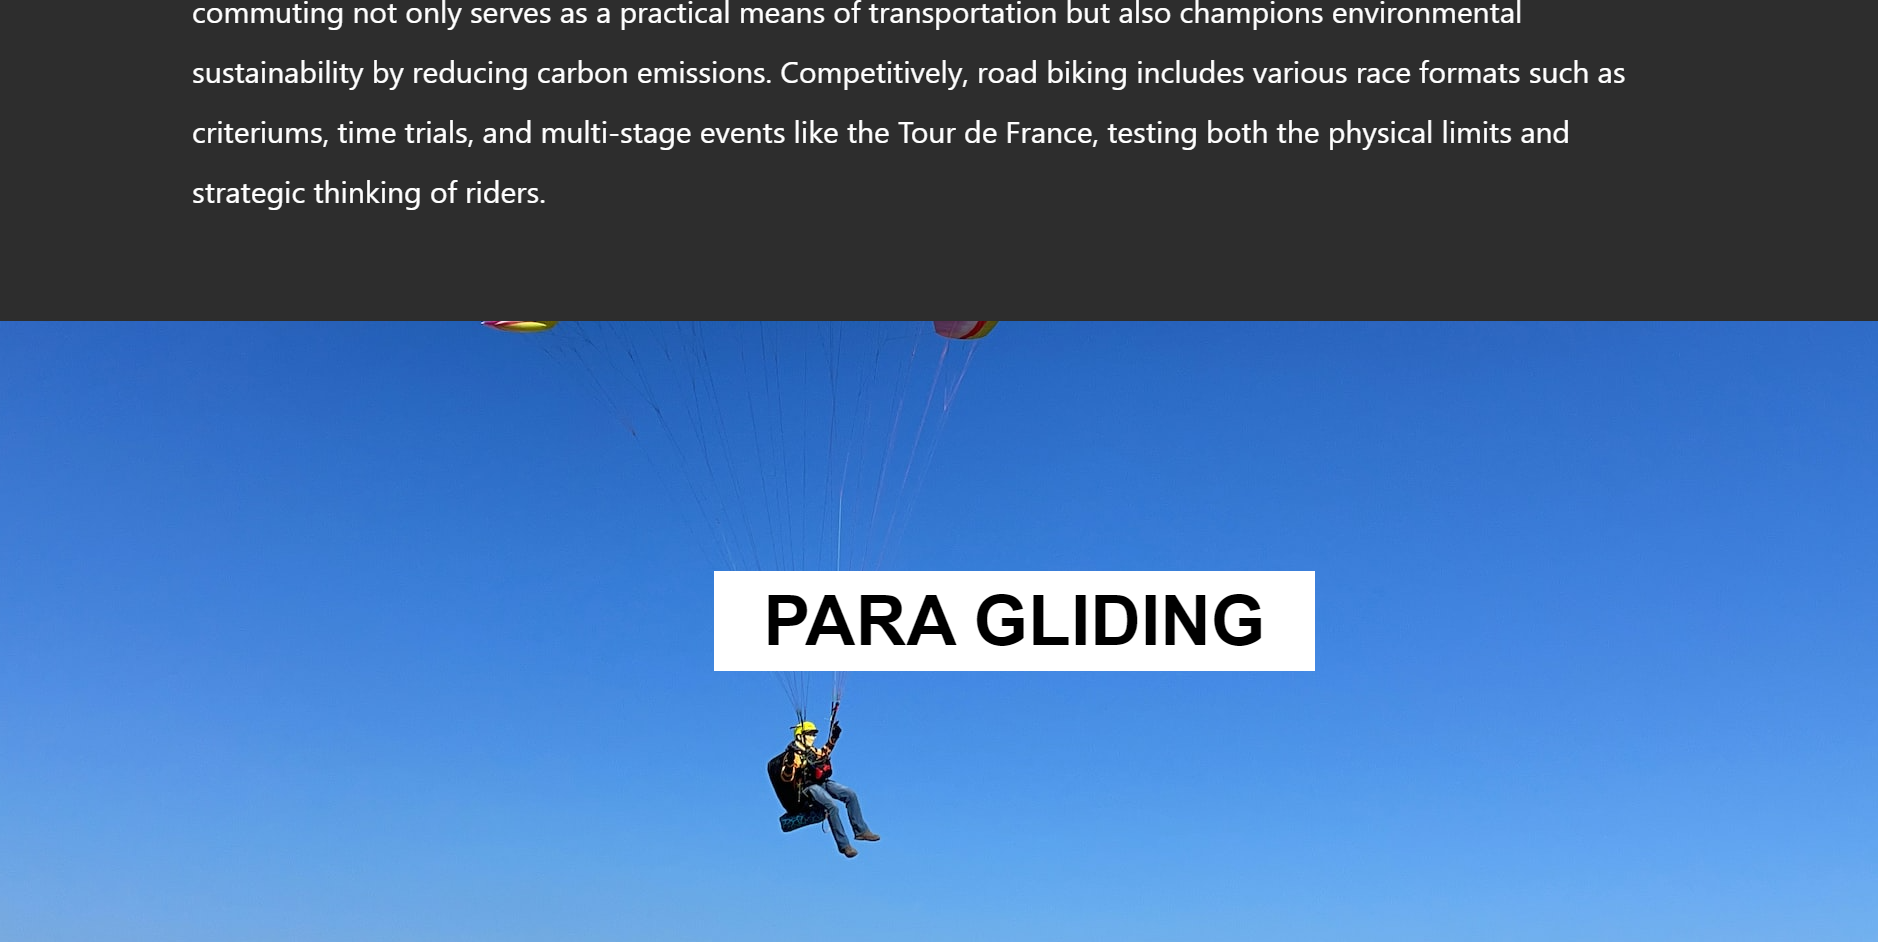 commuting not only serves as a practical means of transportation but also champions environmental
sustainability by reducing carbon emissions. Competitively, road biking includes various race formats such as
criteriums, time trials, and multi-stage events like the Tour de France, testing both the physical limits and
strategic thinking of riders.
PARA GLIDING